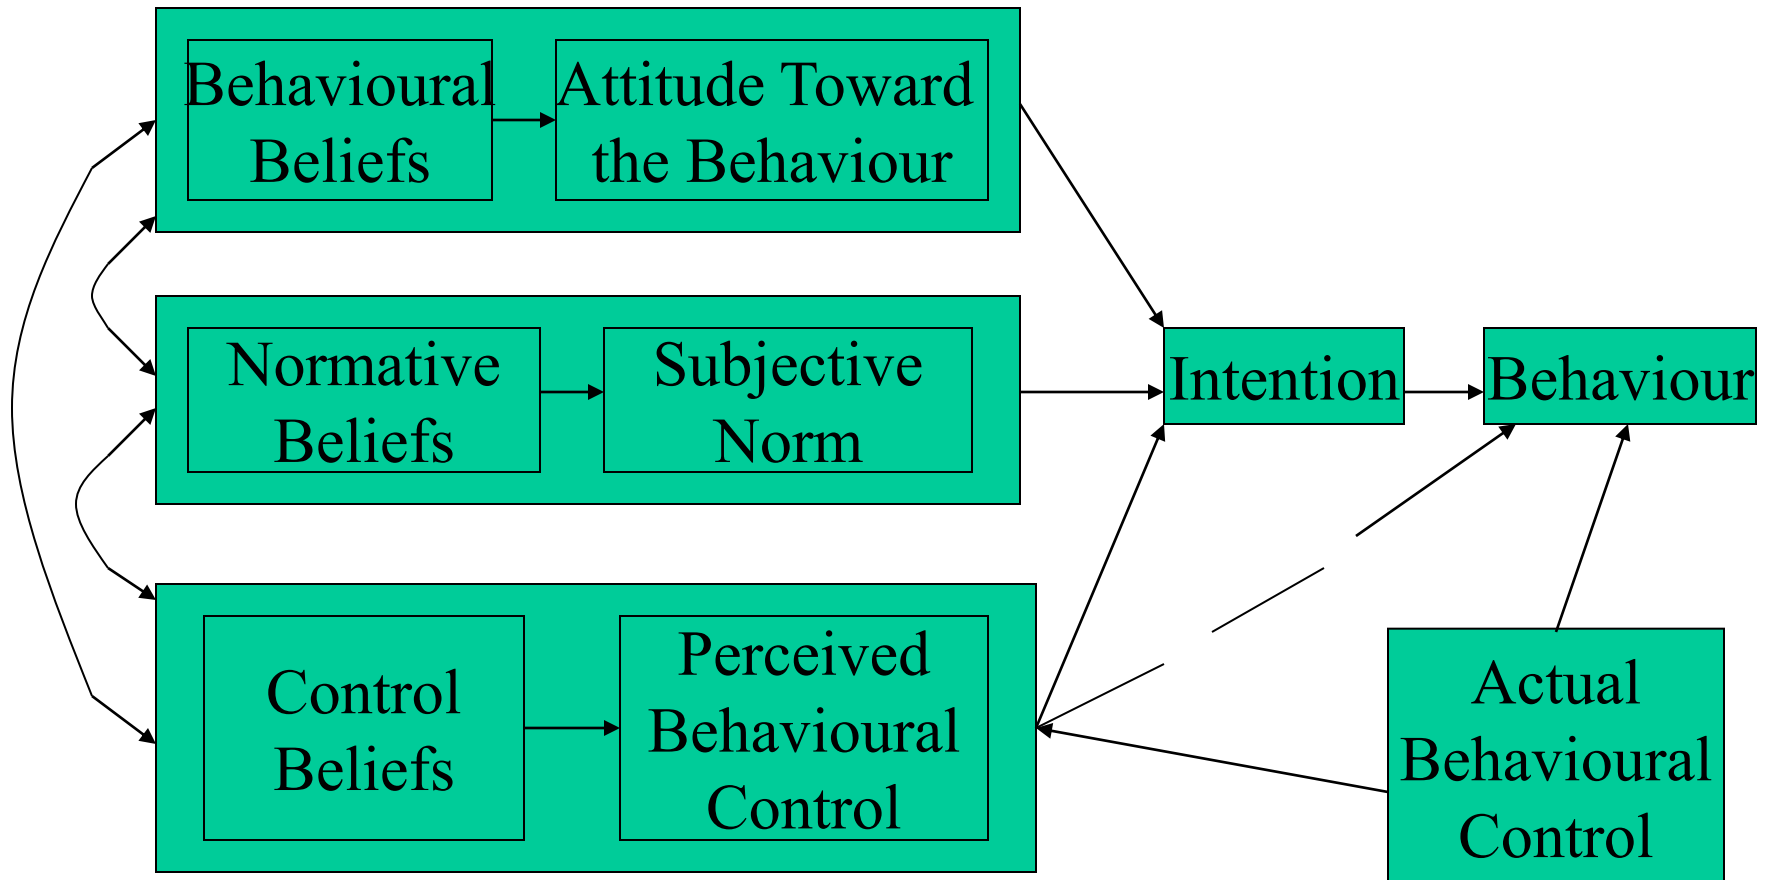 Behavioural
Beliefs
Attitude Toward
the Behaviour
Normative
Beliefs
Subjective
Norm
Intention
Behaviour
Control
Beliefs
Perceived
Behavioural
Control
Actual
Behavioural
Control